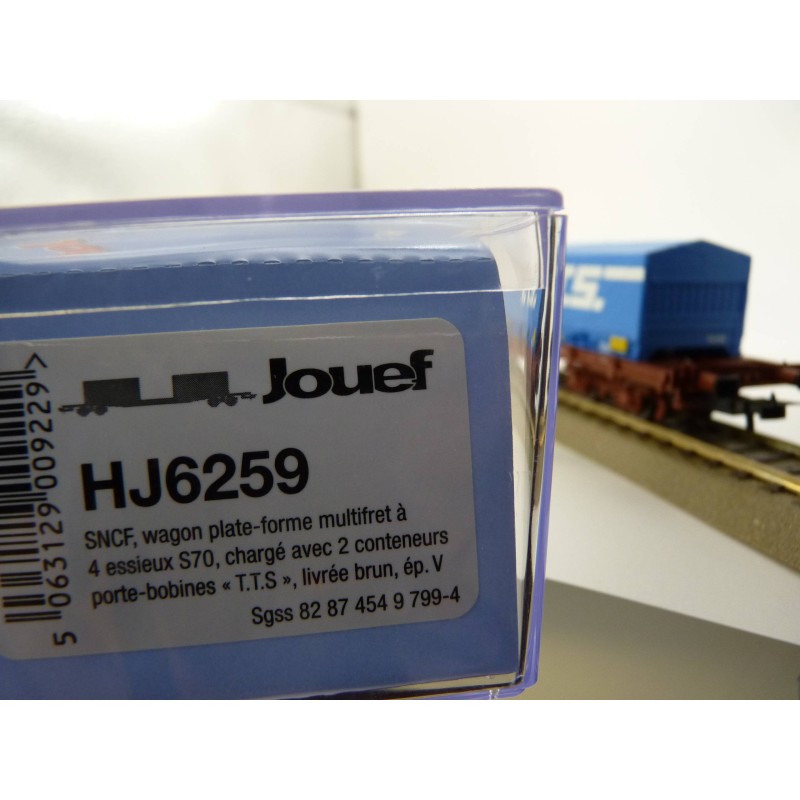 Jouef
HJ6259
SNCF, wagon plate-forme multifret à
4 essieux S70, chargé avec 2 conteneurs
porte-bobines « T.T.S », livrée brun, ép. V
Sgss 82 87 454 9 799-4
5 063129 009229 >
.S.